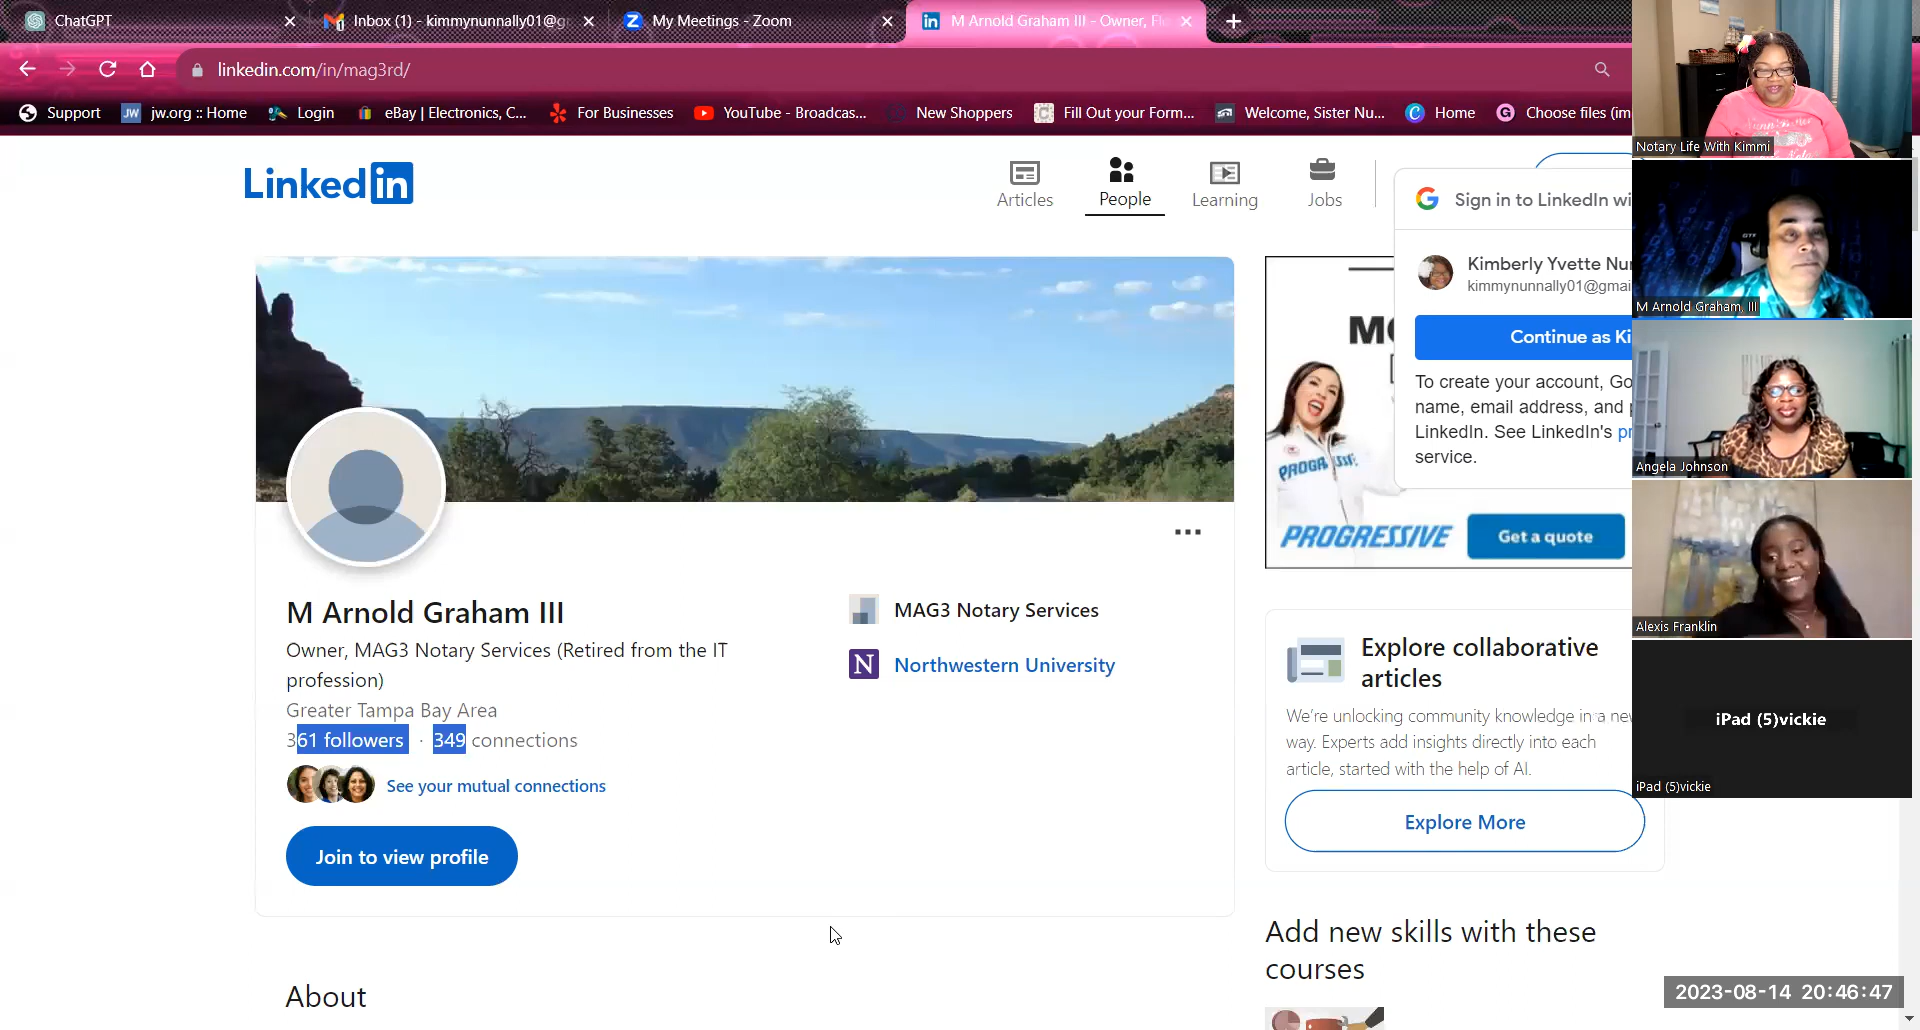 ChatGPT
Inbox (1) - kimmynunnally01@g
My Meetings - Zoom
M Arnold Graham III - Owner, Fl
linkedin.com/in/mag3rd/
Support
jw.org :: Home
Login
eBay | Electronics, C...
For Businesses
YouTube - Broadcas...
New Shoppers
Fill Out your Form...
Welcome, Sister Nu...
Home
Choose files (im
Linked in
Articles
People
Learning
Jobs
Sign in to LinkedIn wi
Kimberly Yvette Nu
kimmynunnally01@gmai
Continue as Ki
To create your account, Go
name, email address, and p
LinkedIn. See LinkedIn's pr
service.
PROGRESSIVE
Get a quote
M Arnold Graham III
Owner, MAG3 Notary Services (Retired from the IT
profession)
Greater Tampa Bay Area
361 followers · 349 connections
See your mutual connections
Join to view profile
MAG3 Notary Services
N Northwestern University
About
Explore collaborative
articles
We're unlocking community knowledge in a new
way. Experts add insights directly into each
article, started with the help of AI.
Explore More
Add new skills with these
courses
Notary Life With Kimmi
M Arnold Graham, III
Angela Johnson
Alexis Franklin
iPad (5)vickie
iPad (5)vickie
2023-08-14 20:46:47